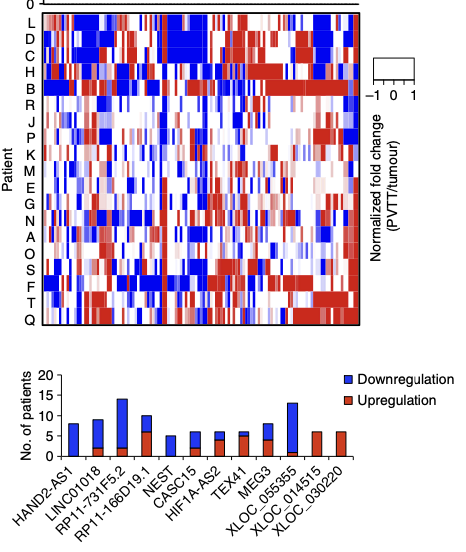 0
L
D
C
H
B
R
J
P
K
M
E
G
N
A
O
S
F
T
Q
Patient
−1 0 1
Normalized fold change
(PVTT/tumour)
No. of patients
20
15
10
5
0
Downregulation
Upregulation
HAND2-AS1
LINC01018
RP11-731F5.2
RP11-166D19.1
NEST
CASC15
HIF1A-AS2
TEX41
MEG3
XLOC_055355
XLOC_014515
XLOC_030220